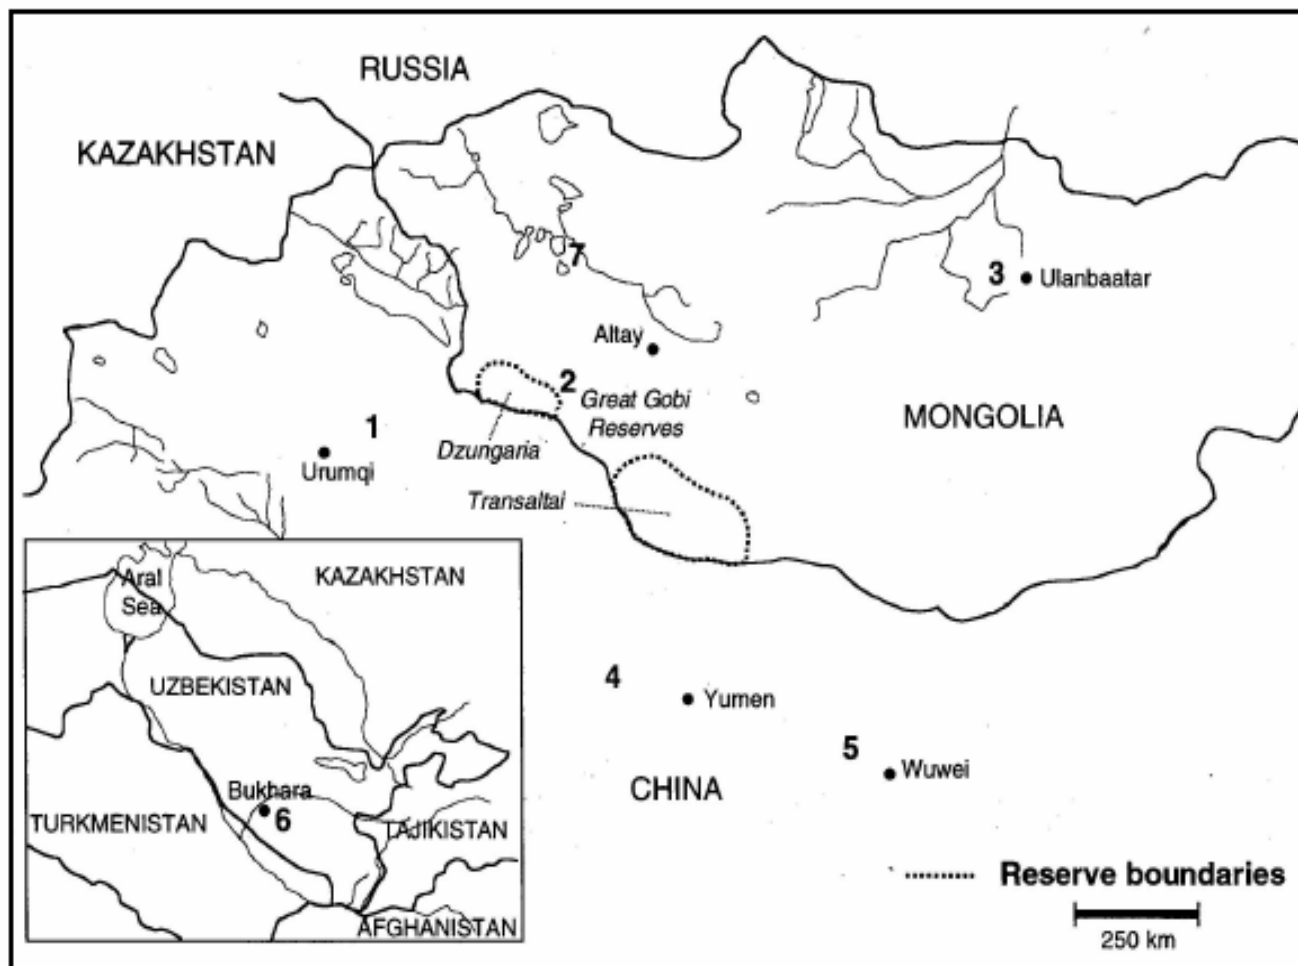 RUSSIA
KAZAKHSTAN
7
3
Ulanbaatar
Altay
2
Great Gobi
Reserves
MONGOLIA
1
Dzungaria
Urumqi
Transaltai
Aral
Sea
KAZAKHSTAN
UZBEKISTAN
4
Yumen
5
Wuwei
CHINA
Bukhara
6
TURKMENISTAN
TAJIKISTAN
AFGHANISTAN
Reserve boundaries
250 km